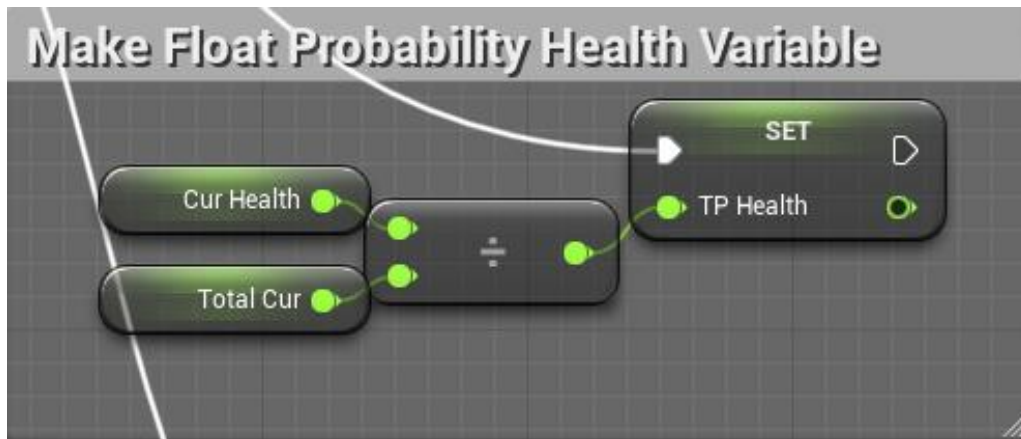 Make Float Probability Health Variable
SET
Cur Health
÷
TP Health
Total Cur